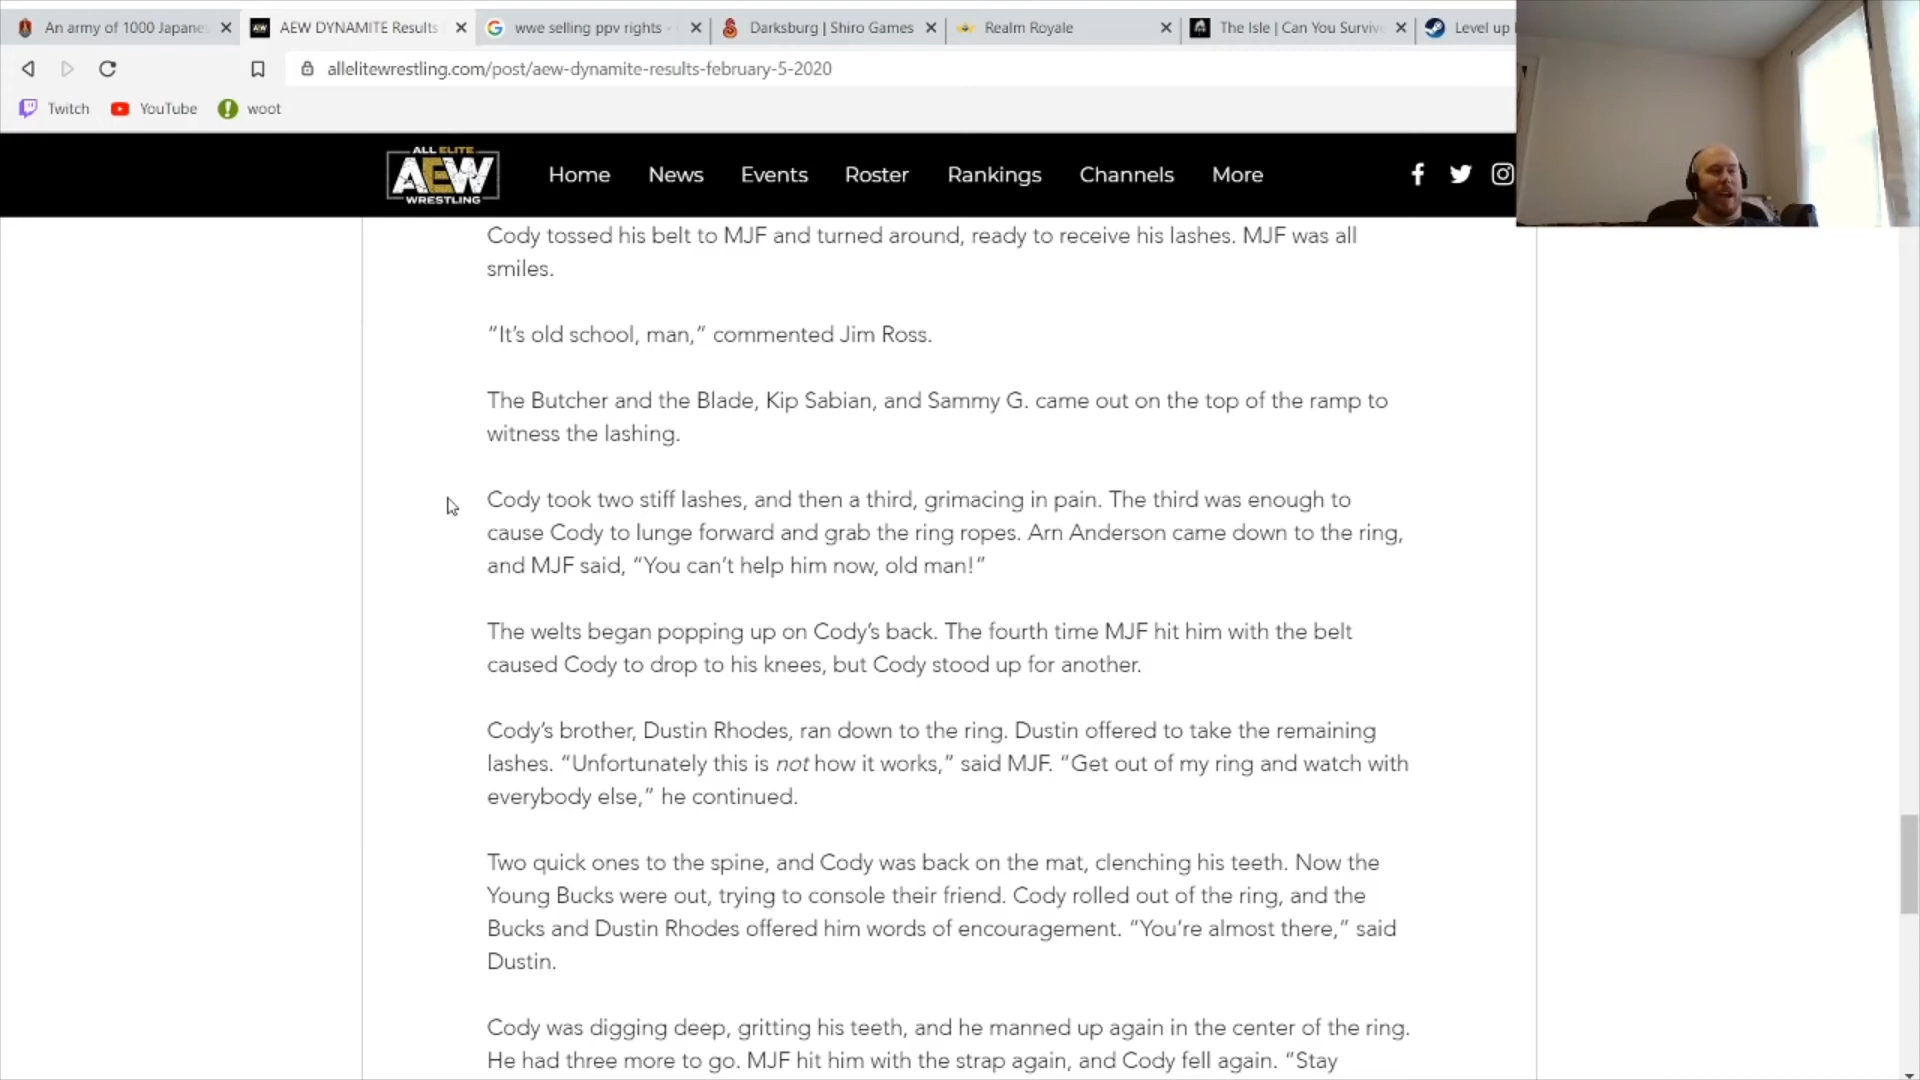 An army of 1000 Japane
AEW DYNAMITE Results
wwe selling ppv rights -
Darksburg | Shiro Games
Realm Royale
The Isle | Can You Surviv
Level up
allelitewrestling.com/post/aew-dynamite-results-february-5-2020
Twitch
YouTube
woot
ALL ELITE
AEW
WRESTLING
Home
News
Events
Roster
Rankings
Channels
More
Cody tossed his belt to MJF and turned around, ready to receive his lashes. MJF was all
smiles.
“It’s old school, man,” commented Jim Ross.
The Butcher and the Blade, Kip Sabian, and Sammy G. came out on the top of the ramp to
witness the lashing.
Cody took two stiff lashes, and then a third, grimacing in pain. The third was enough to
cause Cody to lunge forward and grab the ring ropes. Arn Anderson came down to the ring,
and MJF said, “You can’t help him now, old man!”
The welts began popping up on Cody’s back. The fourth time MJF hit him with the belt
caused Cody to drop to his knees, but Cody stood up for another.
Cody’s brother, Dustin Rhodes, ran down to the ring. Dustin offered to take the remaining
lashes. “Unfortunately this is not how it works,” said MJF. “Get out of my ring and watch with
everybody else,” he continued.
Two quick ones to the spine, and Cody was back on the mat, clenching his teeth. Now the
Young Bucks were out, trying to console their friend. Cody rolled out of the ring, and the
Bucks and Dustin Rhodes offered him words of encouragement. “You’re almost there,” said
Dustin.
Cody was digging deep, gritting his teeth, and he manned up again in the center of the ring.
He had three more to go. MJF hit him with the strap again, and Cody fell again. “Stay